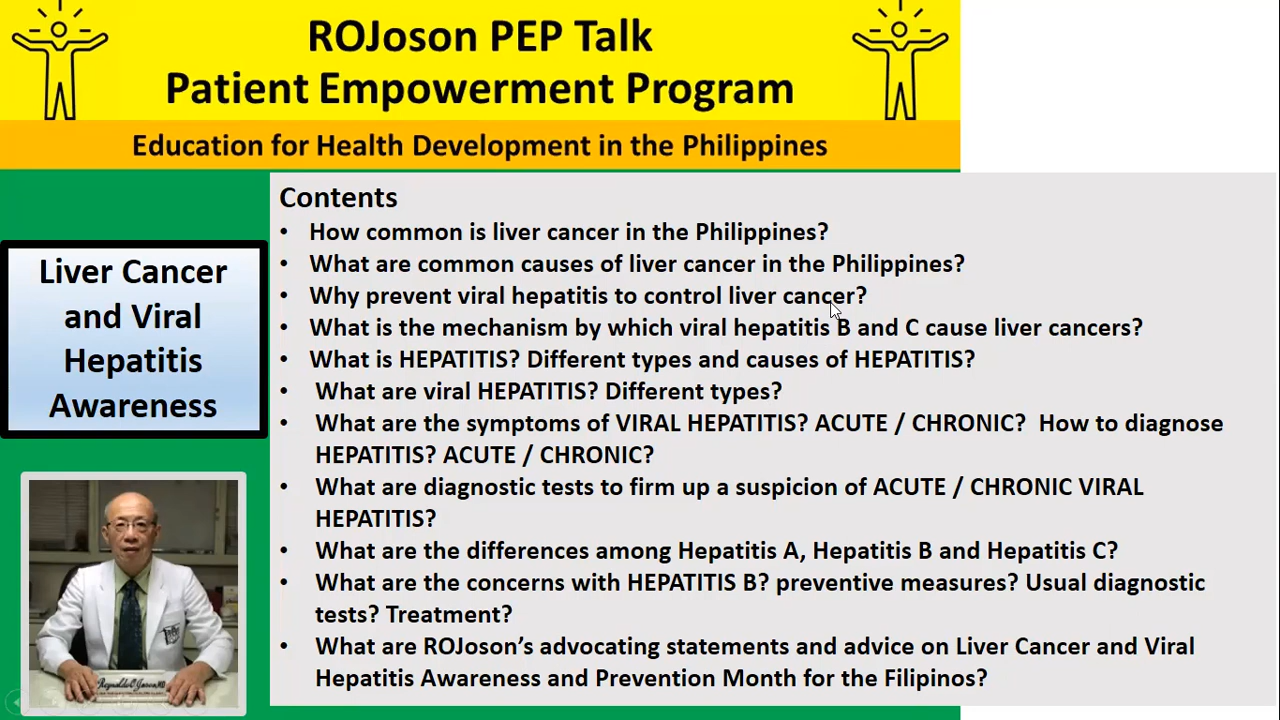 ROJoson PEP Talk
Patient Empowerment Program
Education for Health Development in the Philippines
Liver Cancer
and Viral
Hepatitis
Awareness
Contents
• How common is liver cancer in the Philippines?
• What are common causes of liver cancer in the Philippines?
• Why prevent viral hepatitis to control liver cancer?
• What is the mechanism by which viral hepatitis B and C cause liver cancers?
• What is HEPATITIS? Different types and causes of HEPATITIS?
• What are viral HEPATITIS? Different types?
• What are the symptoms of VIRAL HEPATITIS? ACUTE / CHRONIC? How to diagnose
HEPATITIS? ACUTE / CHRONIC?
• What are diagnostic tests to firm up a suspicion of ACUTE / CHRONIC VIRAL
HEPATITIS?
• What are the differences among Hepatitis A, Hepatitis B and Hepatitis C?
• What are the concerns with HEPATITIS B? preventive measures? Usual diagnostic
tests? Treatment?
• What are ROJoson’s advocating statements and advice on Liver Cancer and Viral
Hepatitis Awareness and Prevention Month for the Filipinos?